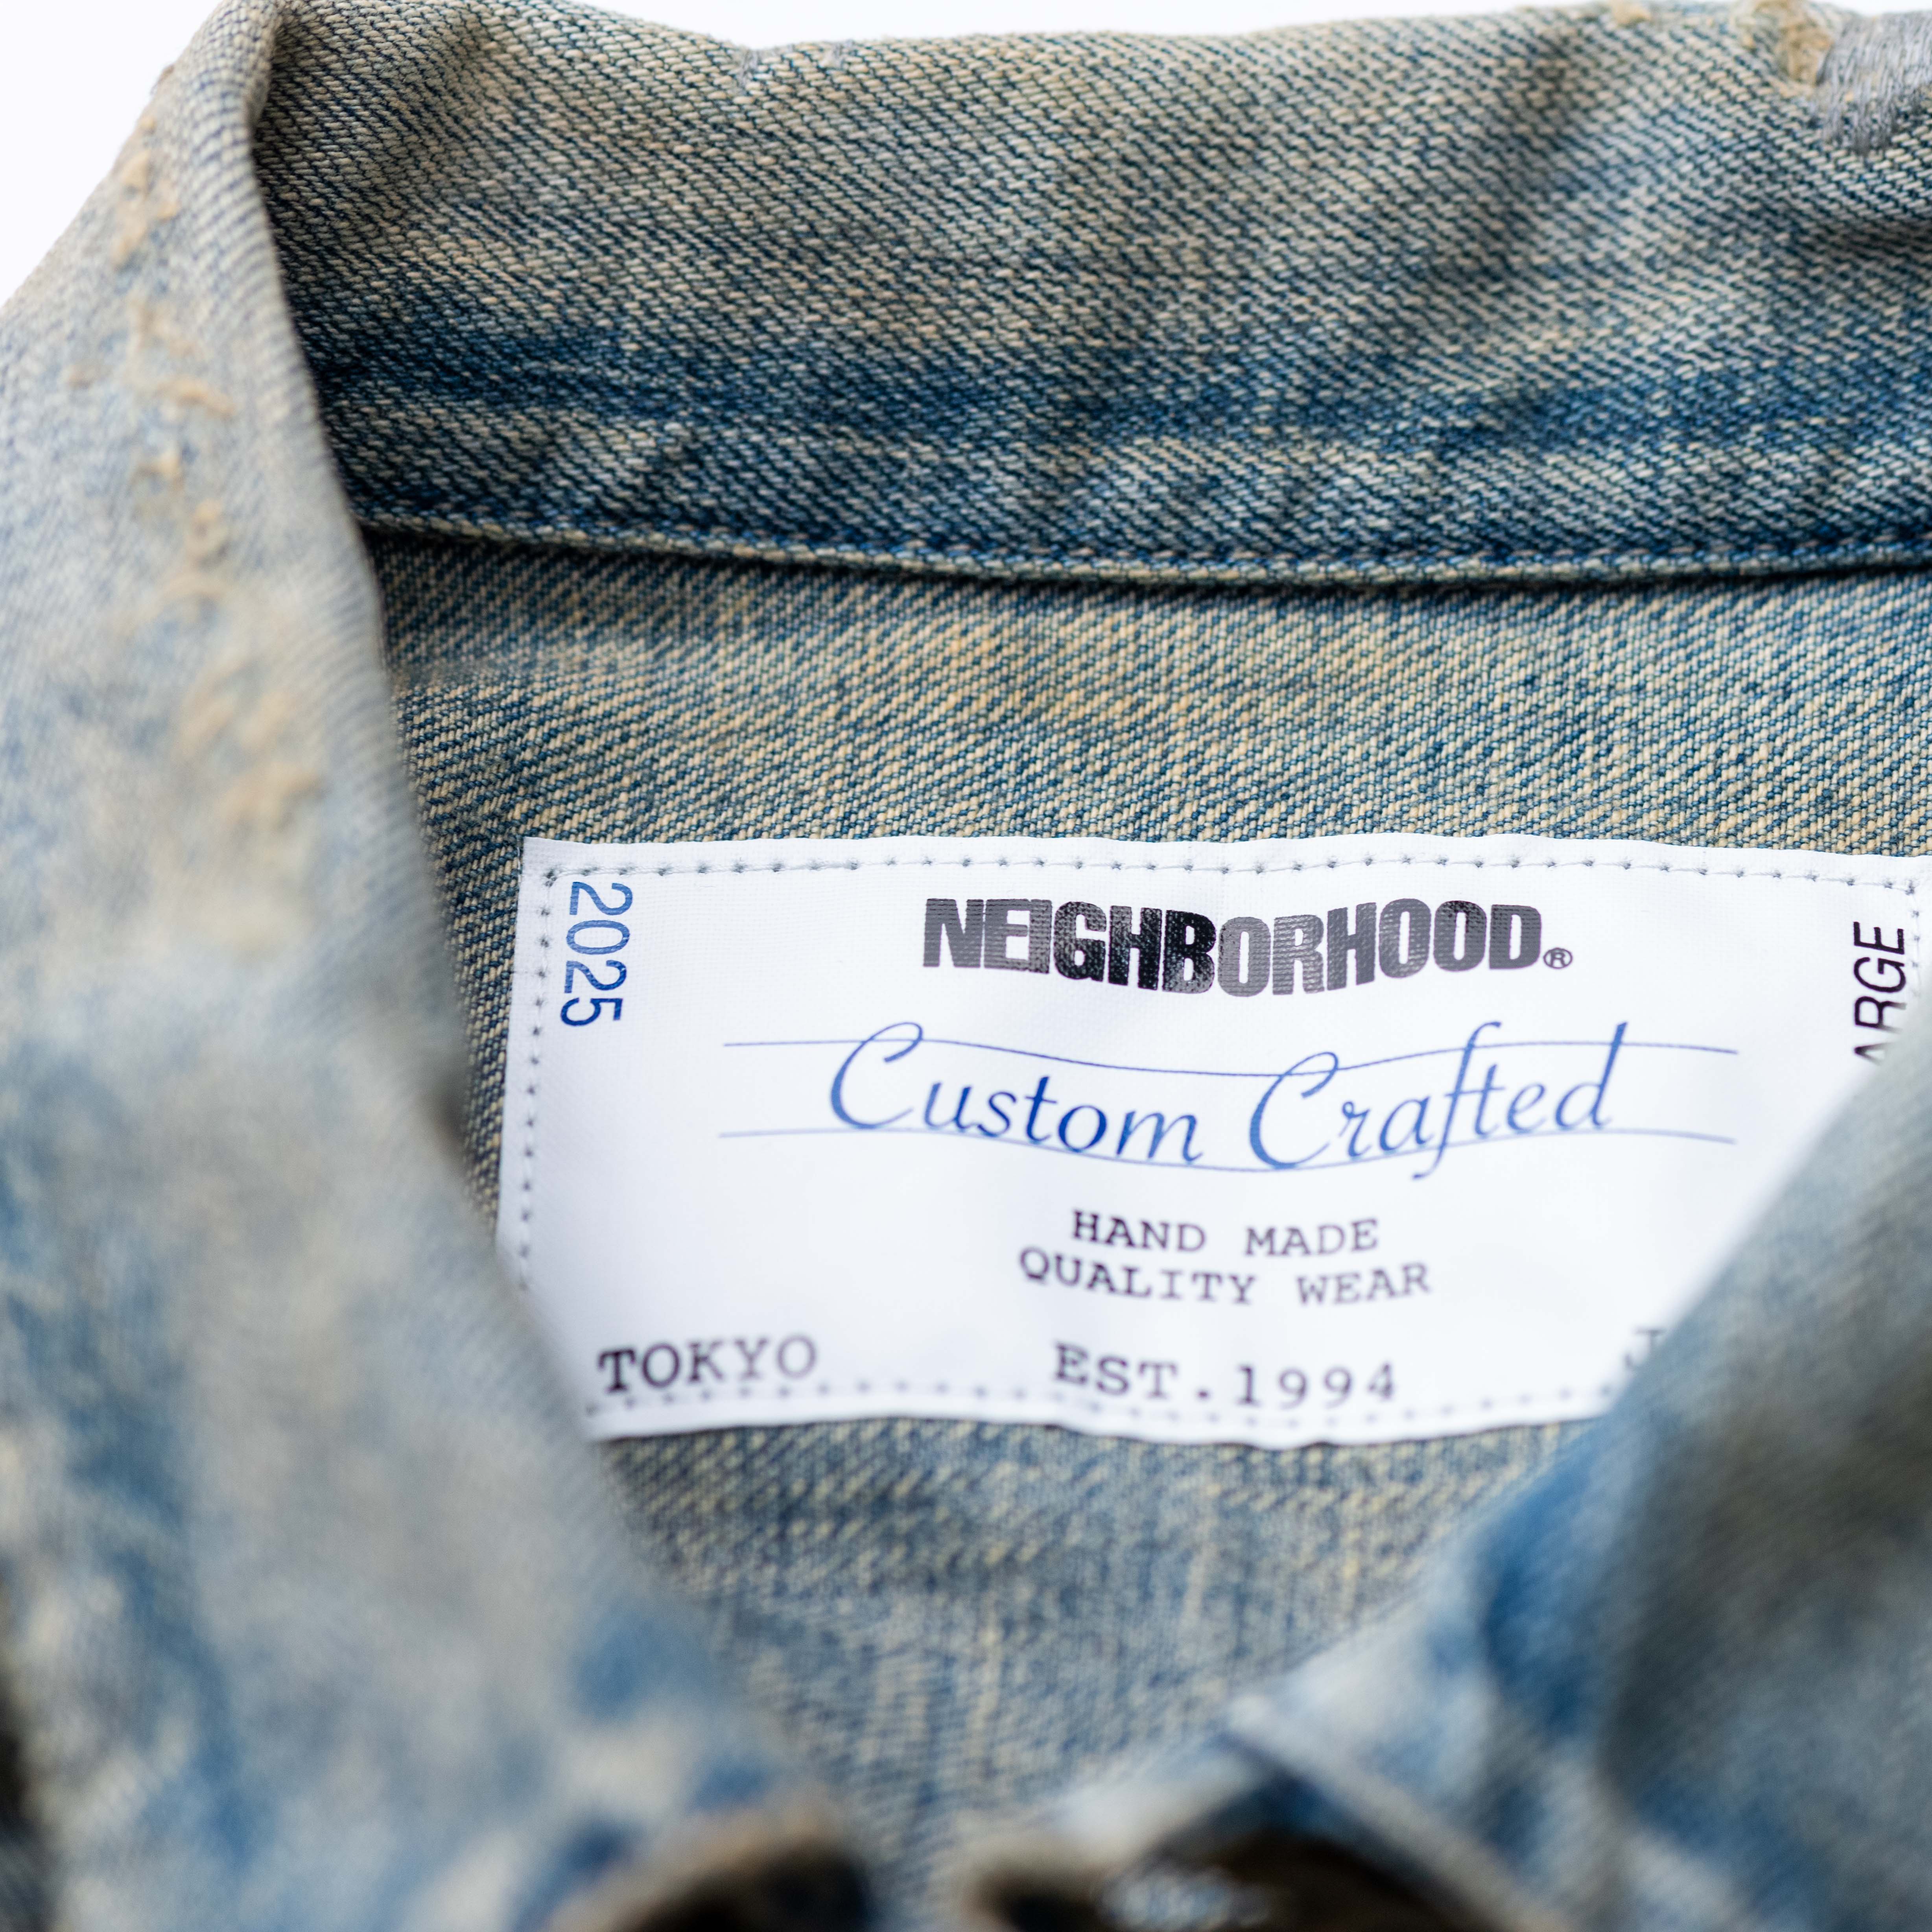 2025
NEIGHBORHOOD®
Custom Crafted
HAND MADE
QUALITY WEAR
TOKYO
EST.1994